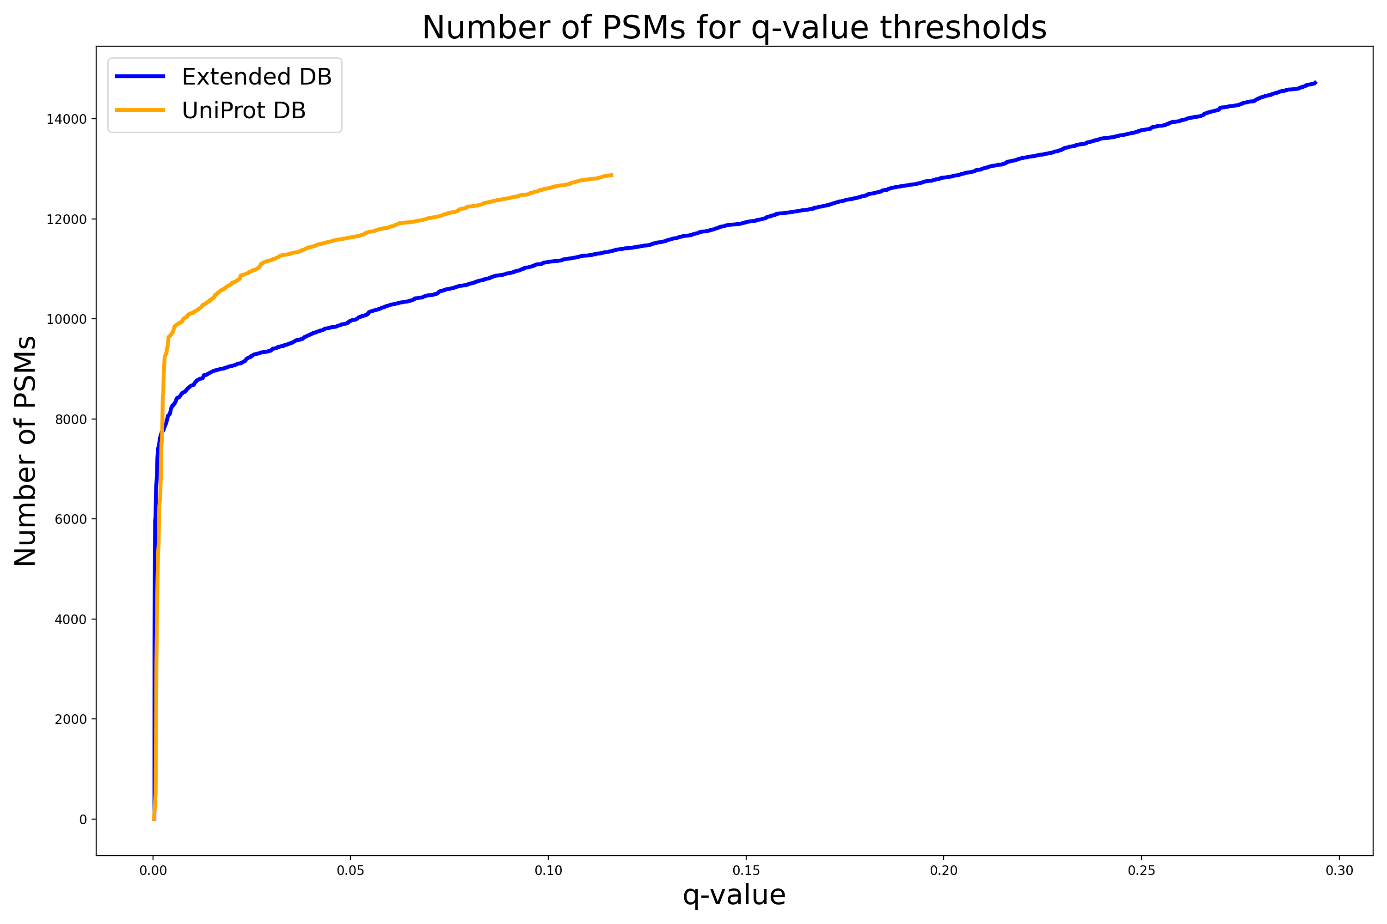 Number of PSMs for q-value thresholds
Extended DB
UniProt DB
Number of PSMs
14000
12000
10000
8000
6000
4000
2000
0
0.00 0.05 0.10 0.15 0.20 0.25 0.30
q-value